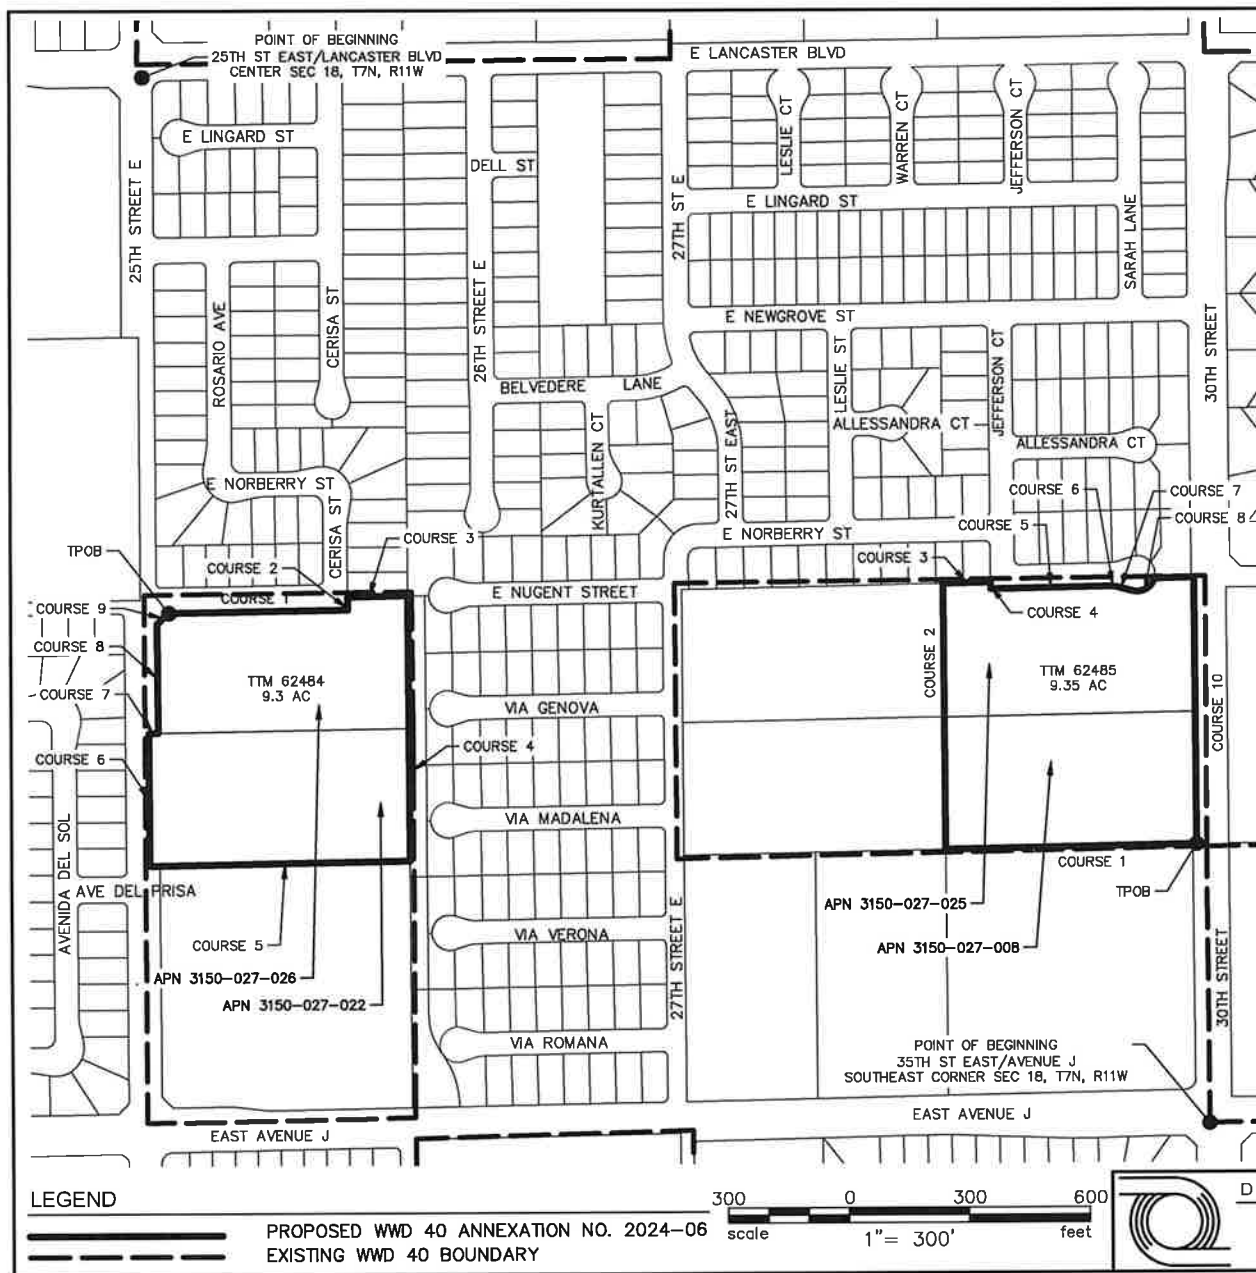 POINT OF BEGINNING
25TH ST EAST/LANCASTER BLVD
CENTER SEC 18, T7N, R11W
E LANCASTER BLVD
E LINGARD ST
DELL ST
LESLIE CT
WARREN CT
JEFFERSON CT
E LINGARD ST
25TH STREET E
27TH ST E
SARAH LANE
ROSARIO AVE
CERISA ST
26TH STREET E
E NEWGROVE ST
LESLIE ST
JEFFERSON CT
30TH STREET
BELVEDERE LANE
KURTALLEN CT
27TH ST EAST
ALLESSANDRA CT
ALLESSANDRA CT
E NORBERRY ST
CERISA ST
COURSE 6
COURSE 7
COURSE 5
COURSE 8
E NORBERRY ST
COURSE 3
TPOB
COURSE 2
COURSE 3
COURSE 1
COURSE 9
E NUGENT STREET
COURSE 4
COURSE 8
COURSE 2
TTM 62484
9.3 AC
TTM 62485
9.35 AC
COURSE 7
VIA GENOVA
COURSE 10
COURSE 4
COURSE 6
VIA MADALENA
AVENIDA DEL SOL
COURSE 1
AVE DEL PRISA
TPOB
APN 3150-027-025
COURSE 5
VIA VERONA
APN 3150-027-008
APN 3150-027-026
27TH STREET E
30TH STREET
APN 3150-027-022
VIA ROMANA
POINT OF BEGINNING
35TH ST EAST/AVENUE J
SOUTHEAST CORNER SEC 18, T7N, R11W
EAST AVENUE J
EAST AVENUE J
LEGEND
PROPOSED WWD 40 ANNEXATION NO. 2024-06
EXISTING WWD 40 BOUNDARY
300 0 300 600
scale 1"= 300' feet
D